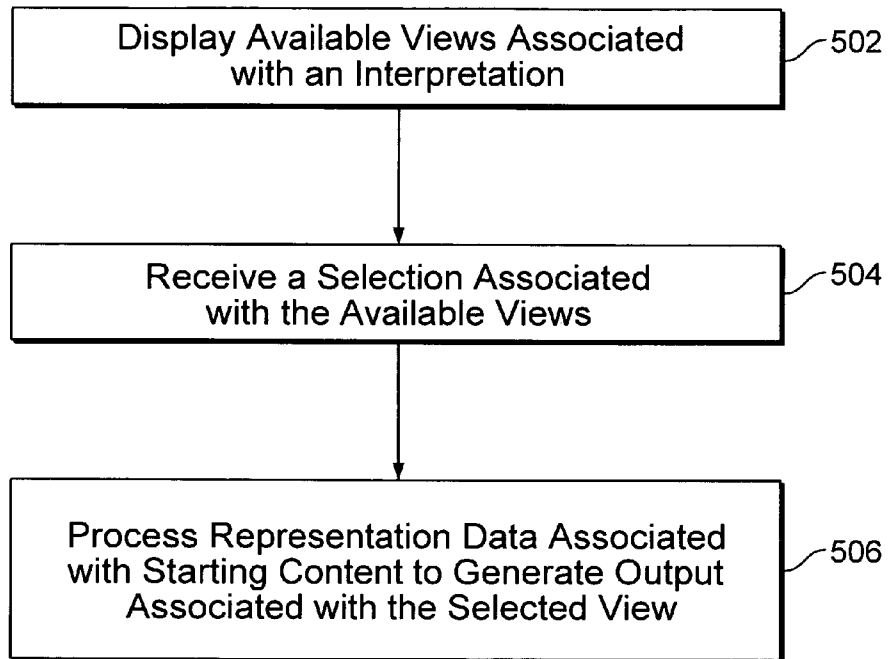 Display Available Views Associated
with an Interpretation
502
Receive a Selection Associated
with the Available Views
504
Process Representation Data Associated
with Starting Content to Generate Output
Associated with the Selected View
506